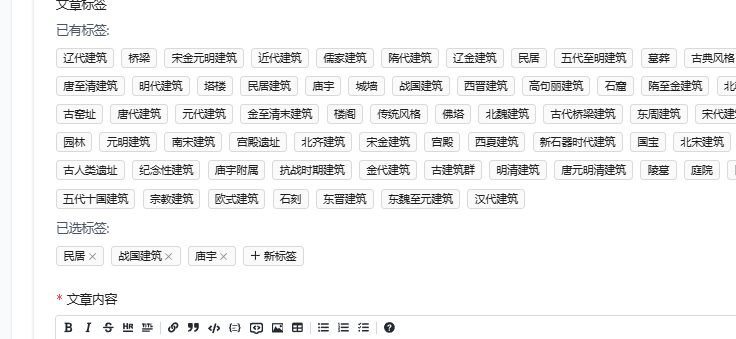 文章标签
已有标签:
辽代建筑 桥梁 宋金元明建筑 近代建筑 儒家建筑 隋代建筑 辽金建筑 民居 五代至明建筑 墓葬 古典风格
唐至清建筑 明代建筑 塔楼 民居建筑 庙宇 城墙 战国建筑 西晋建筑 高句丽建筑 石窟 隋至金建筑
古窑址 唐代建筑 元代建筑 金至清末建筑 楼阁 传统风格 佛塔 北魏建筑 古代桥梁建筑 东周建筑 宋代建
园林 元明建筑 南宋建筑 宫殿遗址 北齐建筑 宋金建筑 宫殿 西夏建筑 新石器时代建筑 国宝 北宋建筑
古人类遗址 纪念性建筑 庙宇附属 抗战时期建筑 金代建筑 古建筑群 明清建筑 唐元明清建筑 陵墓 庭院
五代十国建筑 宗教建筑 欧式建筑 石刻 东晋建筑 东魏至元建筑 汉代建筑
已选标签:
民居 × 战国建筑 × 庙宇 × + 新标签
* 文章内容
B I S HR